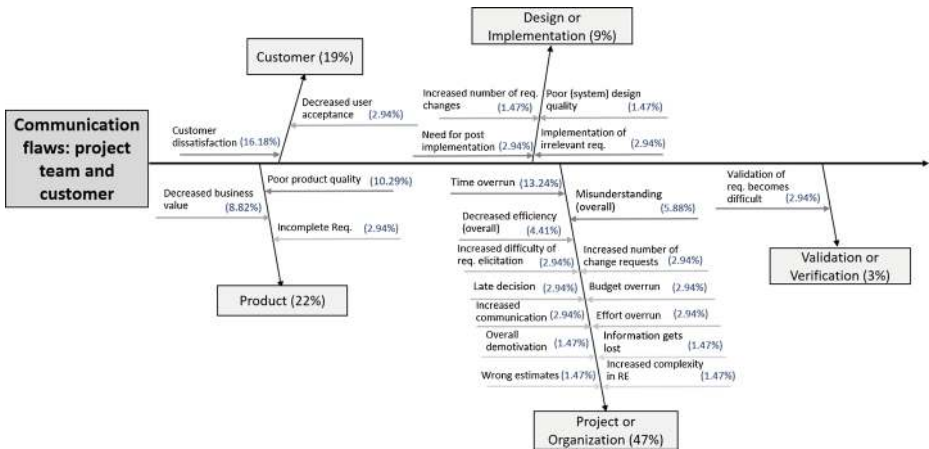 Communication
flaws: project
team and
customer
Customer (19%)
Decreased user
acceptance (2.94%)
Customer
dissatisfaction (16.18%)
Design or
Implementation (9%)
Increased number of req.
changes (1.47%)
Poor (system) design
quality (1.47%)
Need for post
implementation (2.94%)
Implementation of
irrelevant req. (2.94%)
Poor product quality (10.29%)
Decreased business
value (8.82%)
Incomplete Req. (2.94%)
Product (22%)
Time overrun (13.24%)
Misunderstanding
(overall) (5.88%)
Decreased efficiency
(overall) (4.41%)
Increased difficulty of
req. elicitation (2.94%)
Increased number of
change requests (2.94%)
Late decision (2.94%)
Budget overrun (2.94%)
Increased
communication (2.94%)
Effort overrun (2.94%)
Overall
demotivation (1.47%)
Information gets
lost (1.47%)
Wrong estimates (1.47%)
Increased complexity
in RE (1.47%)
Project or
Organization (47%)
Validation of
req. becomes
difficult (2.94%)
Validation or
Verification (3%)